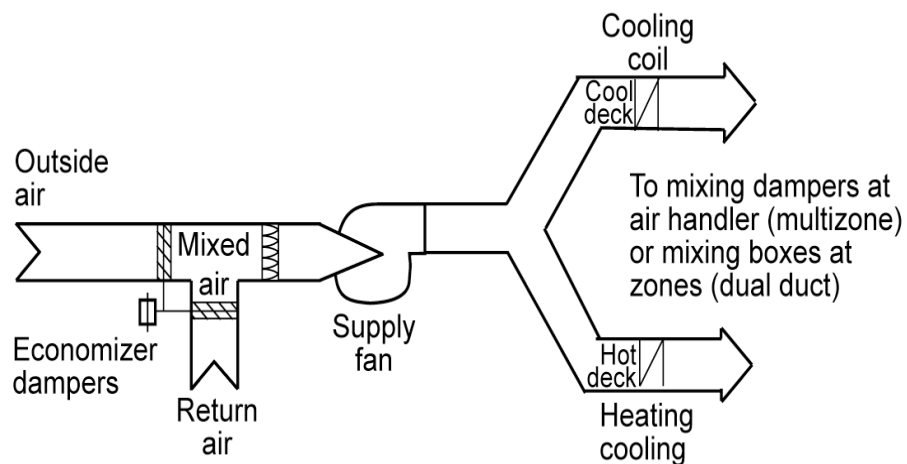 Cooling
coil
Cool
deck
Outside
air
Mixed
air
To mixing dampers at
air handler (multizone)
or mixing boxes at
zones (dual duct)
Supply
fan
Economizer
dampers
Return
air
Hot
deck
Heating
cooling